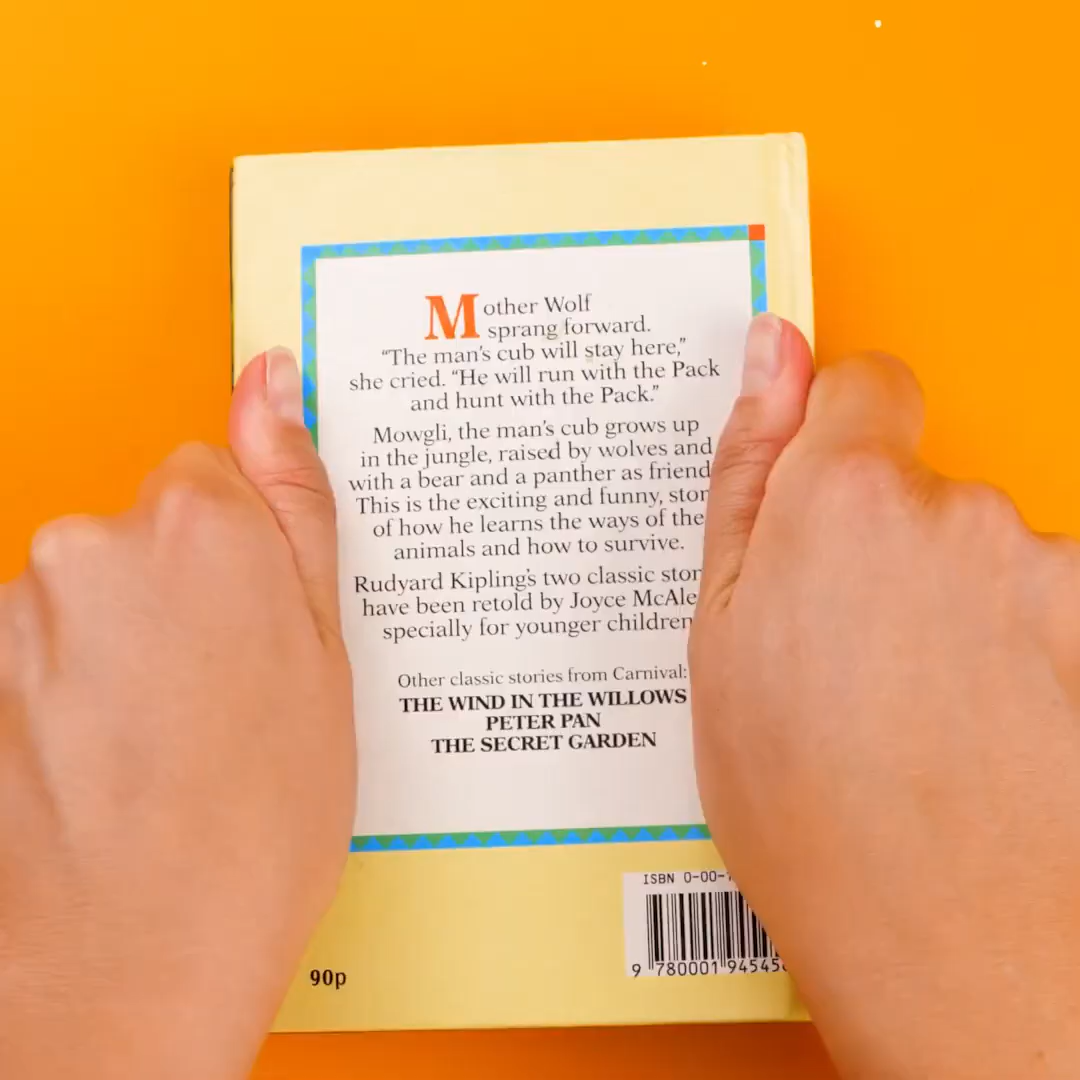 Mother Wolf
sprang forward.
“The man’s cub will stay here,”
she cried. “He will run with the Pack
and hunt with the Pack.”
Mowgli, the man’s cub grows up
in the jungle, raised by wolves and
with a bear and a panther as
This is the exciting and funny,
of how he learns the ways of the
animals and how to survive.
Rudyard Kipling’s two classic
have been retold by Joyce
specially for younger children
Other classic stories from Carnival:
THE WIND IN THE WILLOWS
PETER PAN
THE SECRET GARDEN
ISBN 0-00-
9 780001 94545
90p